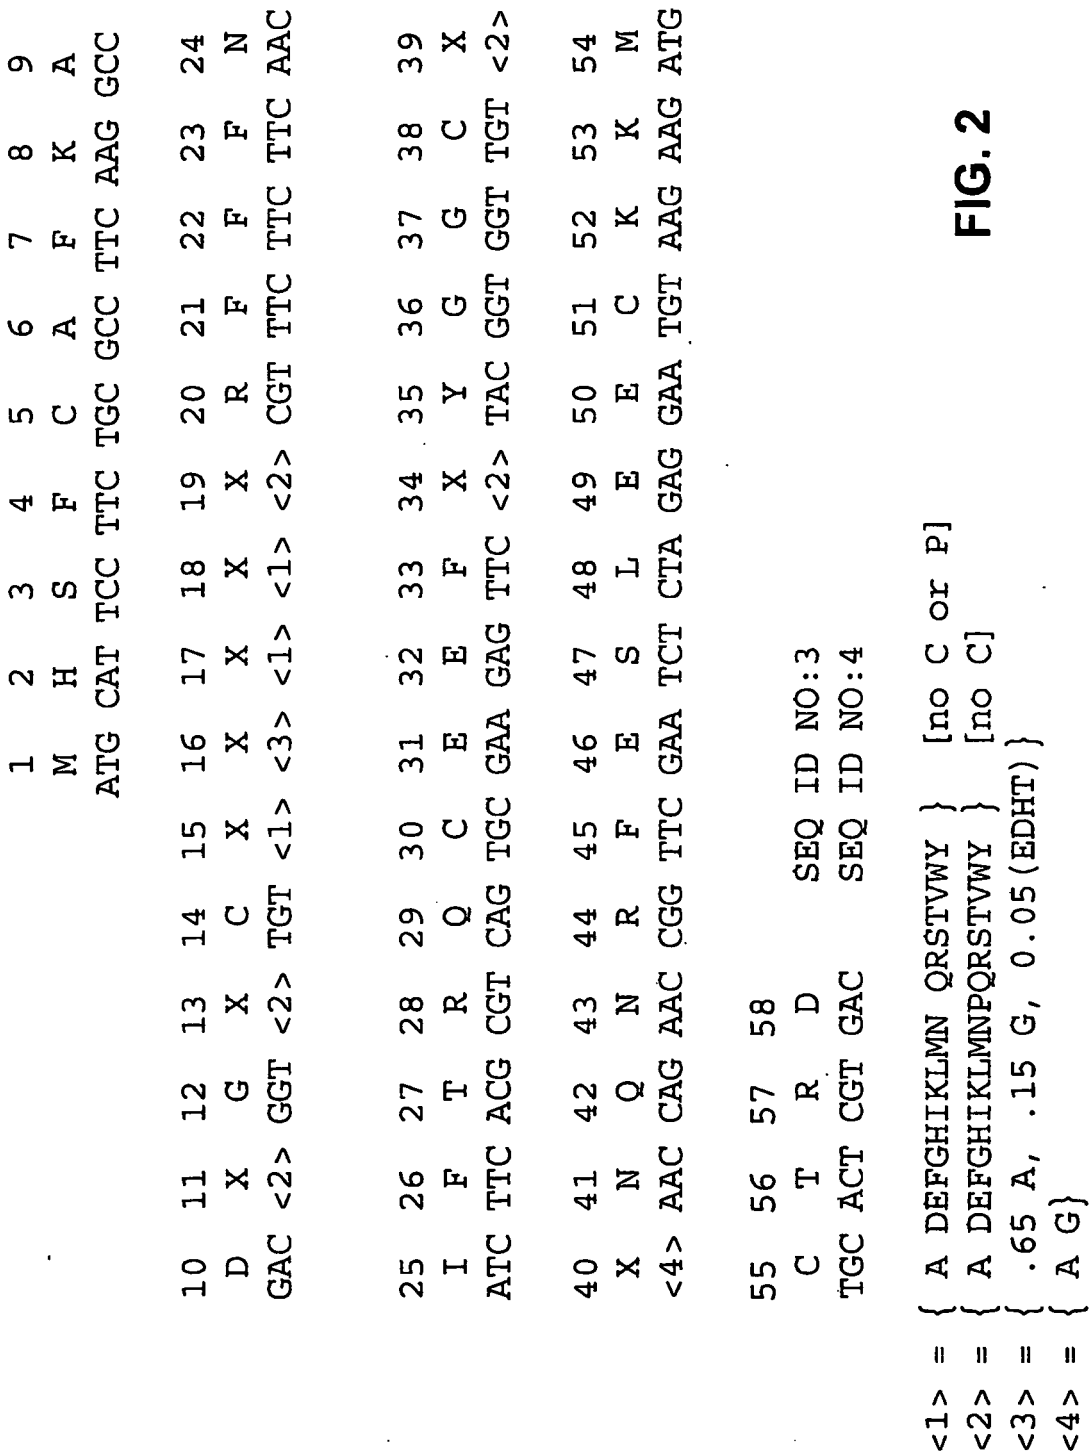 1 2 3 4 5 6 7 8 9
M H S F C A F K A
ATG CAT TCC TTC TGC GCC TTC AAG GCC
10 11 12 13 14 15 16 17 18 19 20 21 22 23 24
D X G X C X X X X X R F F F N
GAC <2> GGT <2> TGT <1> <3> <1> <1> <2> CGT TTC TTC TTC AAC
25 26 27 28 29 30 31 32 33 34 35 36 37 38 39
I F T R Q C E E F X Y G G C X
ATC TTC ACG CGT CAG TGC GAA GAG TTC <2> TAC GGT GGT TGT <2>
40 41 42 43 44 45 46 47 48 49 50 51 52 53 54
X N Q N R F E S L E E C K K M
<4> AAC CAG AAC CGG TTC GAA TCT CTA GAG GAA TGT AAG AAG ATG
55 56 57 58
C T R D SEQ ID NO:3
TGC ACT CGT GAC SEQ ID NO:4
<1> = { A DEFGHIKLMN QRSTVWY } [no C or P]
<2> = { A DEFGHIKLMNPQRSTVWY } [no C]
<3> = { .65 A, .15 G, 0.05(EDHT)}
<4> = { A G}
FIG. 2